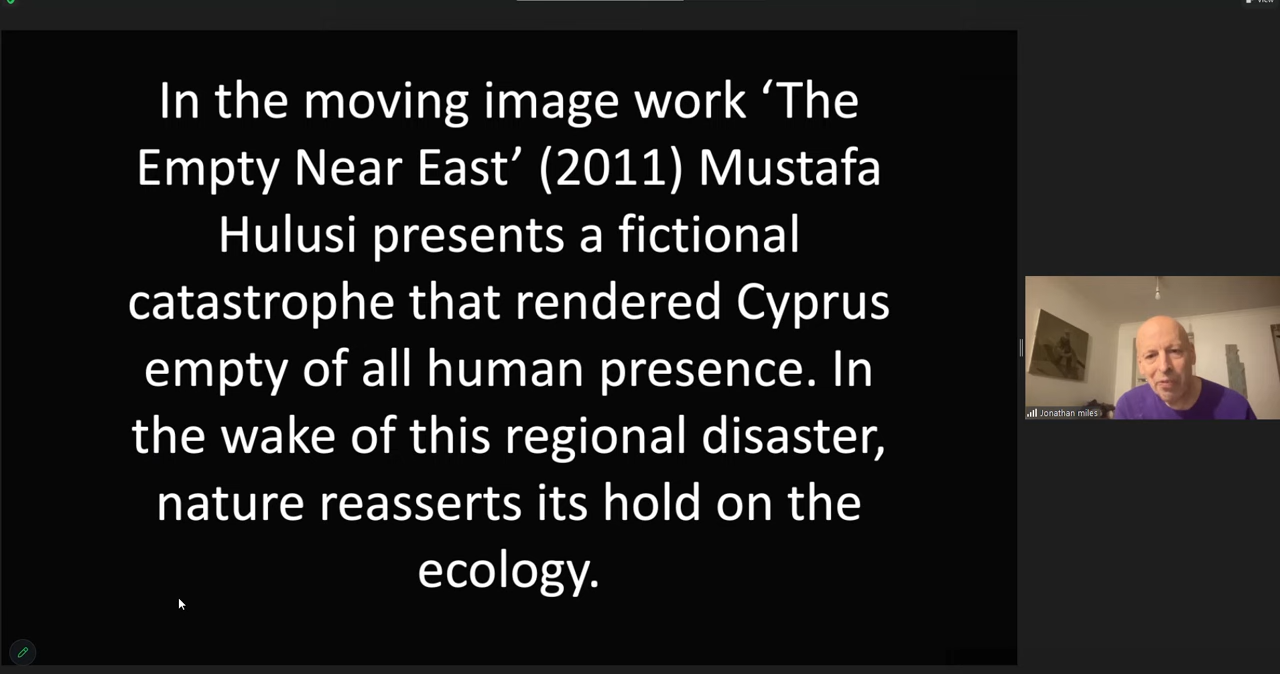 In the moving image work ‘The
Empty Near East’ (2011) Mustafa
Hulusi presents a fictional
catastrophe that rendered Cyprus
empty of all human presence. In
the wake of this regional disaster,
nature reasserts its hold on the
ecology.
Jonathan miles